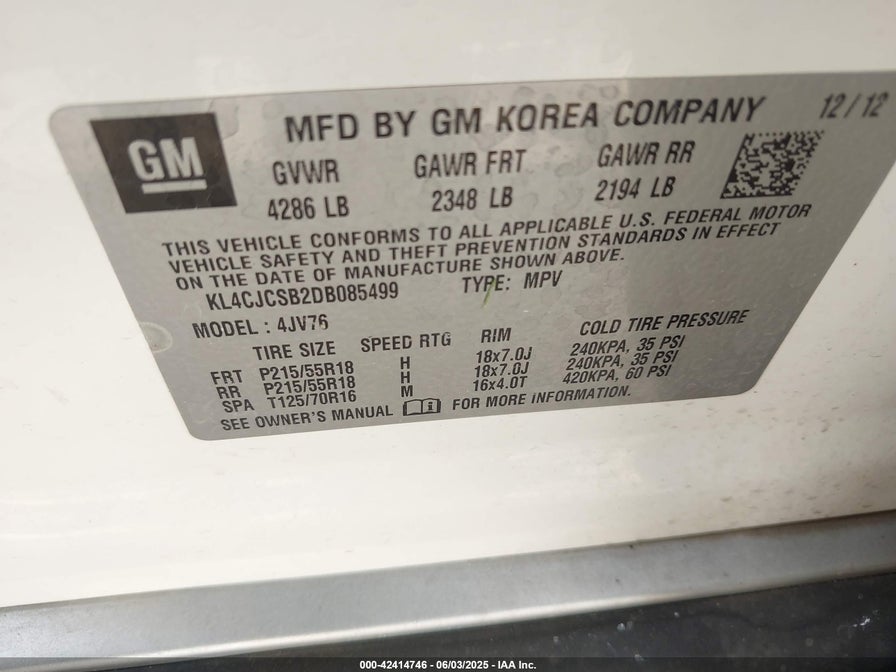 GM
MFD BY GM KOREA COMPANY 12/12
GVWR GAWR FRT GAWR RR
4286 LB 2348 LB 2194 LB
THIS VEHICLE CONFORMS TO ALL APPLICABLE U.S. FEDERAL MOTOR
VEHICLE SAFETY AND THEFT PREVENTION STANDARDS IN EFFECT
ON THE DATE OF MANUFACTURE SHOWN ABOVE.
KL4CJCSB2DB085499 TYPE: MPV
MODEL : 4JV76
TIRE SIZE SPEED RTG RIM COLD TIRE PRESSURE
FRT P215/55R18 H 18x7.0J 240KPA, 35 PSI
RR P215/55R18 H 18x7.0J 240KPA, 35 PSI
SPA T125/70R16 M 16x4.0T 420KPA, 60 PSI
SEE OWNER'S MANUAL FOR MORE INFORMATION.
000-42414746 - 06/03/2025 - IAA Inc.